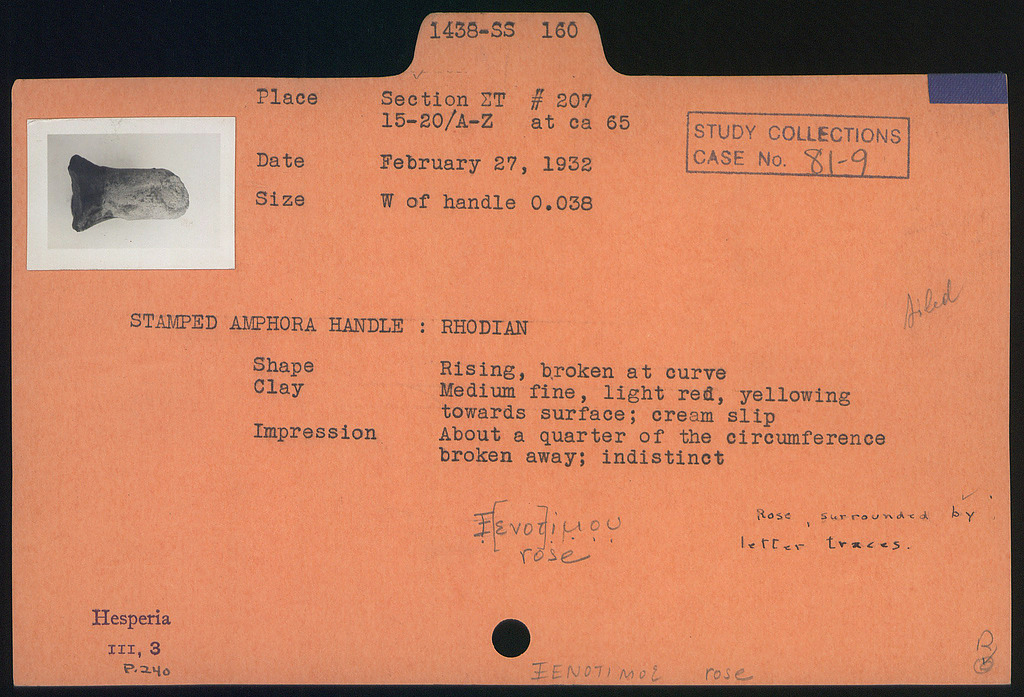 1438-SS 160
Place Section ΣΤ # 207
15-20/A-Z at ca 65
Date February 27, 1932
Size W of handle 0.038
STUDY COLLECTIONS
CASE No. 81-9
filed
STAMPED AMPHORA HANDLE : RHODIAN
Shape Rising, broken at curve
Clay Medium fine, light red, yellowing
towards surface; cream slip
Impression About a quarter of the circumference
broken away; indistinct
Ξ[ενοτ]ίμου
rose
Rose, surrounded by
letter traces.
Hesperia
III, 3
P.240
ΞΕΝΟΤΙΜΟΣ rose